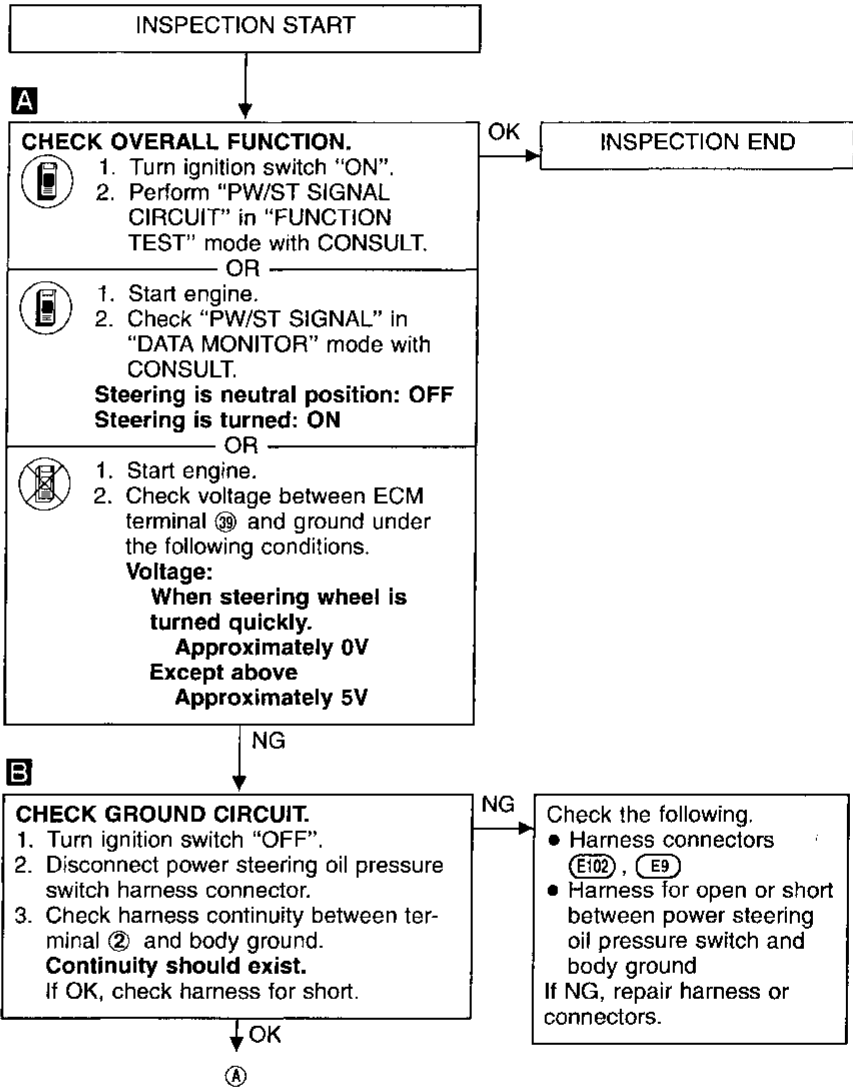 INSPECTION START
A
CHECK OVERALL FUNCTION.
1. Turn ignition switch “ON”.
2. Perform “PW/ST SIGNAL
CIRCUIT” in “FUNCTION
TEST” mode with CONSULT.
OR
1. Start engine.
2. Check “PW/ST SIGNAL” in
“DATA MONITOR” mode with
CONSULT.
Steering is neutral position: OFF
Steering is turned: ON
OR
1. Start engine.
2. Check voltage between ECM
terminal ㊴ and ground under
the following conditions.
Voltage:
When steering wheel is
turned quickly.
Approximately 0V
Except above
Approximately 5V
OK
INSPECTION END
NG
B
CHECK GROUND CIRCUIT.
1. Turn ignition switch “OFF”.
2. Disconnect power steering oil pressure
switch harness connector.
3. Check harness continuity between ter-
minal ② and body ground.
Continuity should exist.
If OK, check harness for short.
NG
Check the following.
● Harness connectors
E102 , E9
● Harness for open or short
between power steering
oil pressure switch and
body ground
If NG, repair harness or
connectors.
OK
Ⓐ